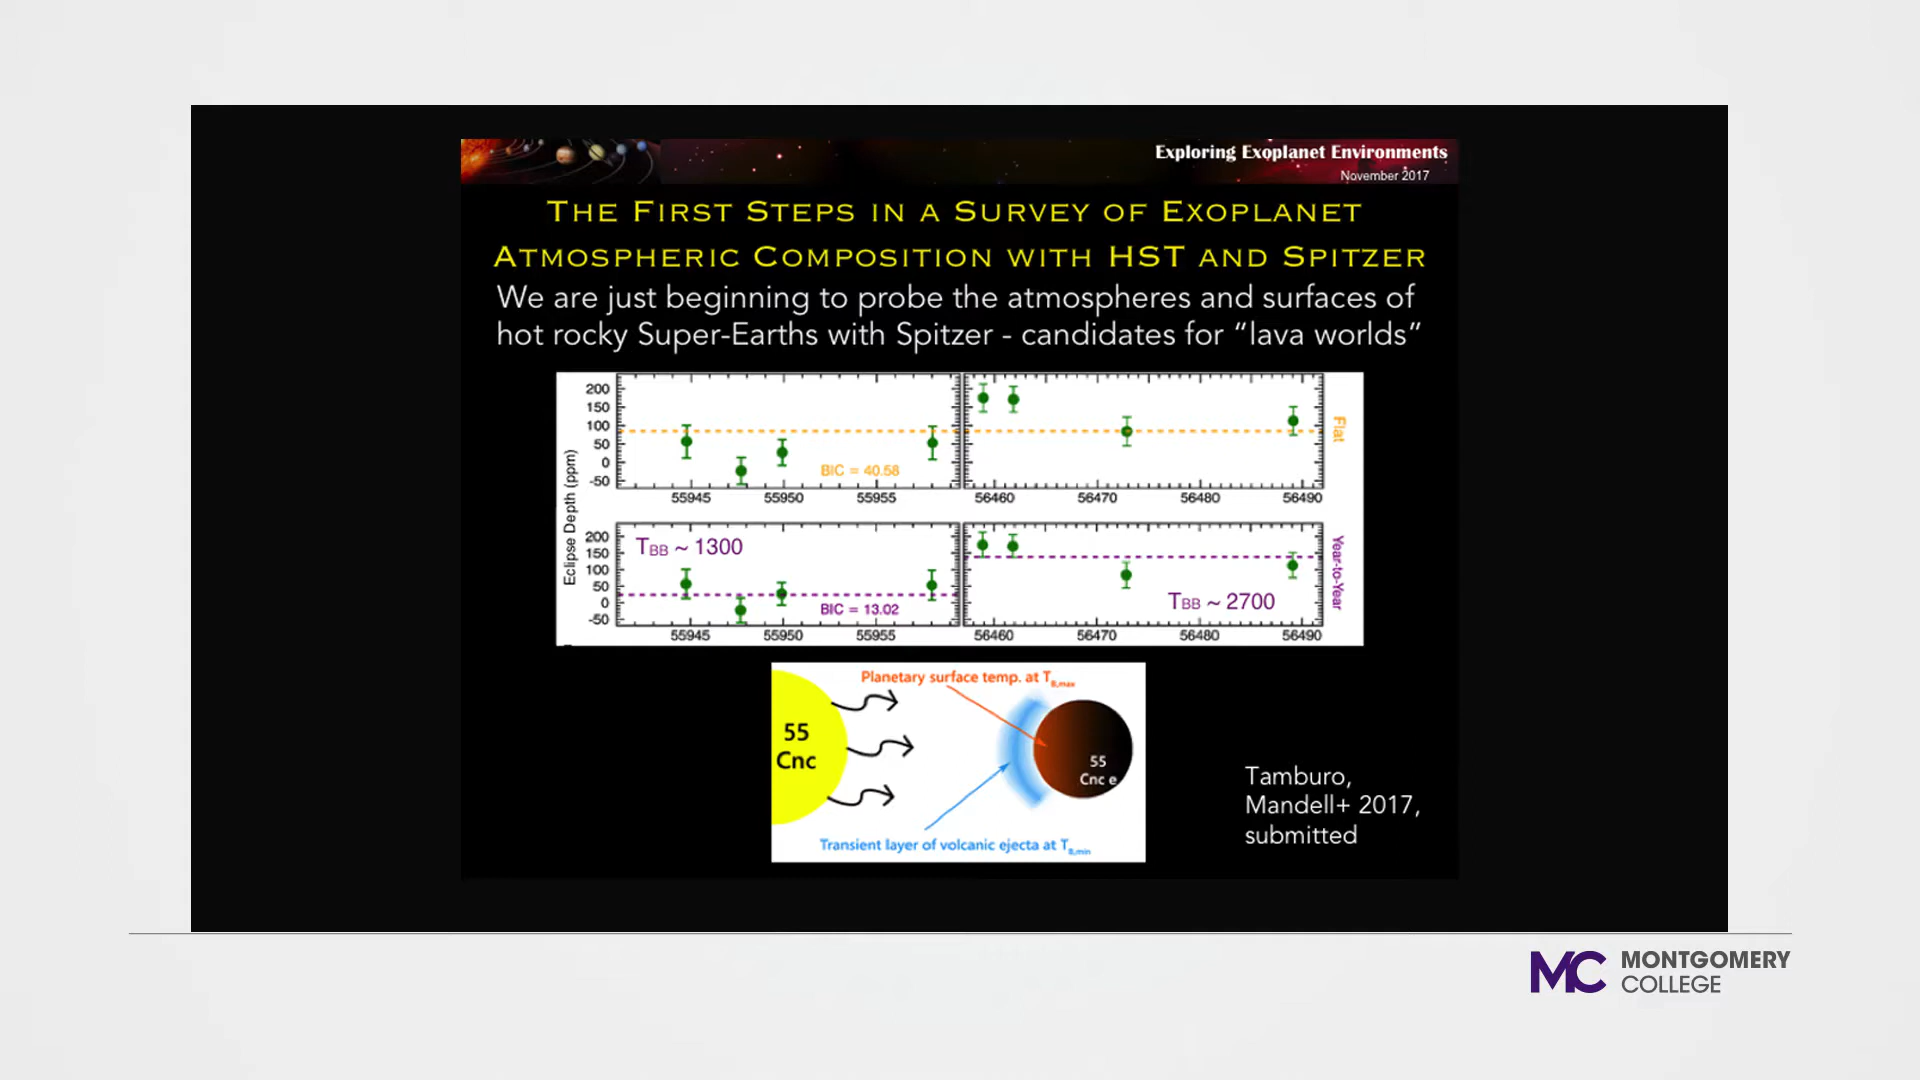 Exploring Exoplanet Environments
November 2017
THE FIRST STEPS IN A SURVEY OF EXOPLANET
ATMOSPHERIC COMPOSITION WITH HST AND SPITZER
We are just beginning to probe the atmospheres and surfaces of
hot rocky Super-Earths with Spitzer - candidates for “lava worlds”
Eclipse Depth (ppm)
200
150
100
50
0
-50
BIC = 40.58
Flat
55945 55950 55955 56460 56470 56480 56490
200
150
100
50
0
-50
TBB ~ 1300
BIC = 13.02
TBB ~ 2700
Year-to-Year
55945 55950 55955 56460 56470 56480 56490
Planetary surface temp. at TB,max
55
Cnc
55
Cnc e
Transient layer of volcanic ejecta at TB,min
Tamburo,
Mandell+ 2017,
submitted
MC MONTGOMERY
COLLEGE